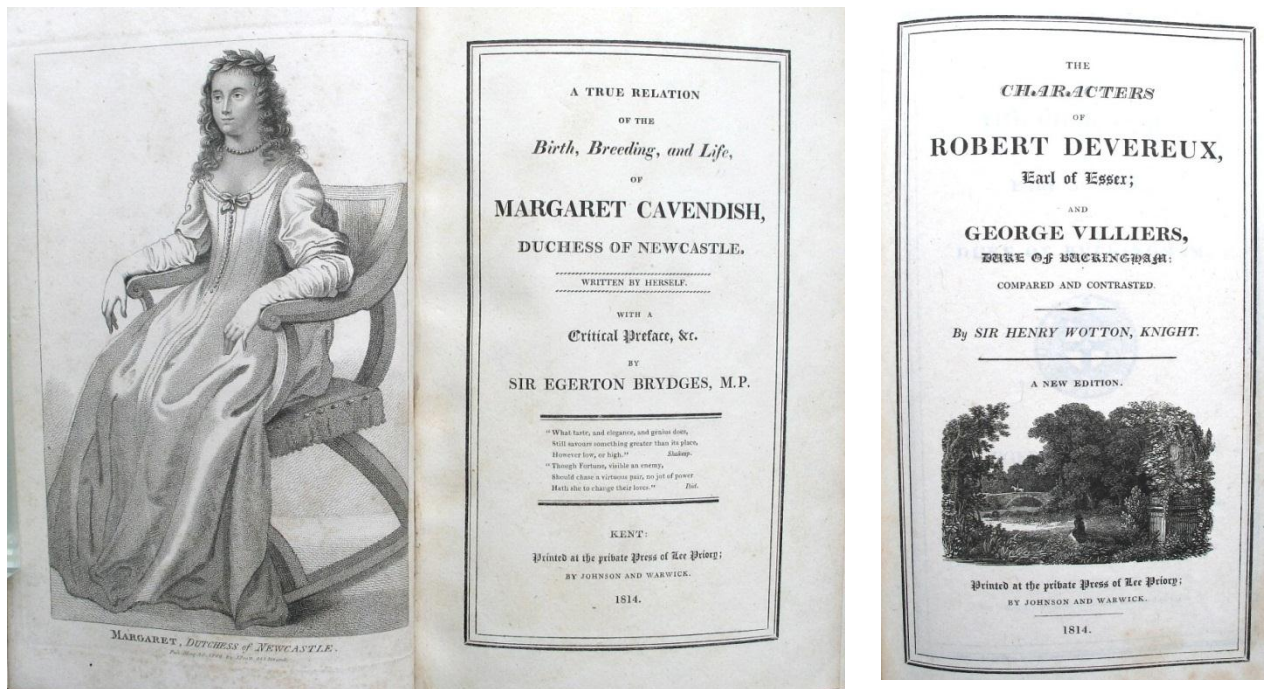 MARGARET, DUTCHESS of NEWCASTLE.
A TRUE RELATION
OF THE
Birth, Breeding, and Life,
OF
MARGARET CAVENDISH,
DUCHESS OF NEWCASTLE.
WRITTEN BY HERSELF.
WITH A
Critical Preface, &c.
BY
SIR EGERTON BRYDGES, M.P.
"What taste, and elegance, and genius does,
Still savours something greater than its place,
However low, or high." Shaksp.
"Though Fortune, visible an enemy,
Should chase a virtuous pair, no jot of power
Hath she to change their loves." Ibid.
KENT:
Printed at the private Press of Lee Priory;
BY JOHNSON AND WARWICK.
1814.
THE
CHARACTERS
OF
ROBERT DEVEREUX,
Earl of Essex;
AND
GEORGE VILLIERS,
DUKE OF BUCKINGHAM:
COMPARED AND CONTRASTED.
By SIR HENRY WOTTON, KNIGHT.
A NEW EDITION.
Printed at the private Press of Lee Priory;
BY JOHNSON AND WARWICK.
1814.